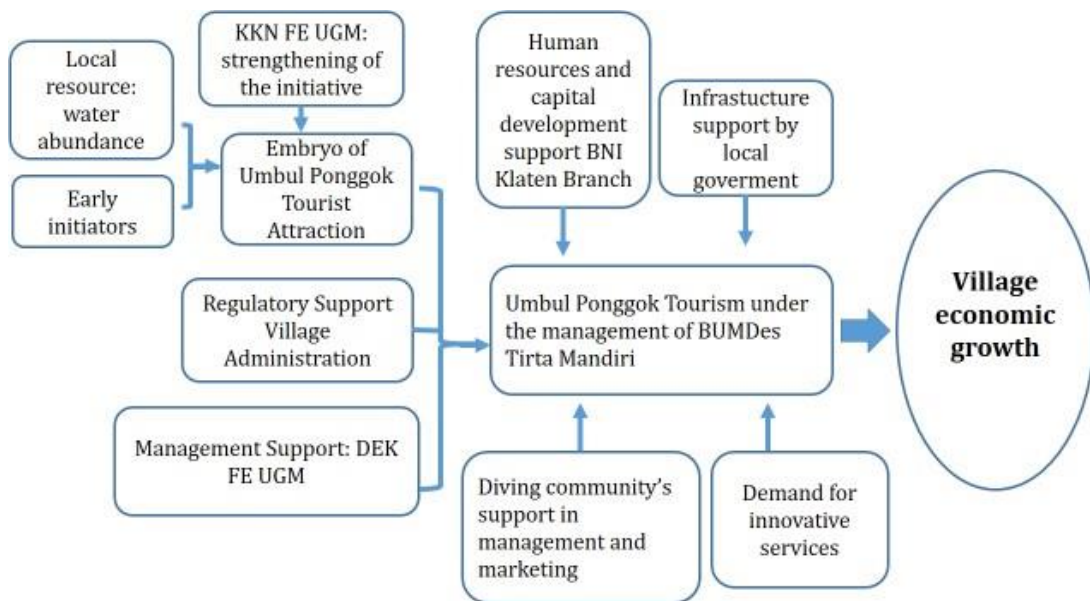 Local
resource:
water
abundance
Early
initiators
KKN FE UGM:
strengthening of
the initiative
Embryo of
Umbul Ponggok
Tourist
Attraction
Regulatory Support
Village
Administration
Management Support: DEK
FE UGM
Human
resources and
capital
development
support BNI
Klaten Branch
Infrastucture
support by
local
goverment
Umbul Ponggok Tourism under
the management of BUMDes
Tirta Mandiri
Diving community’s
support in
management and
marketing
Demand for
innovative
services
Village
economic
growth